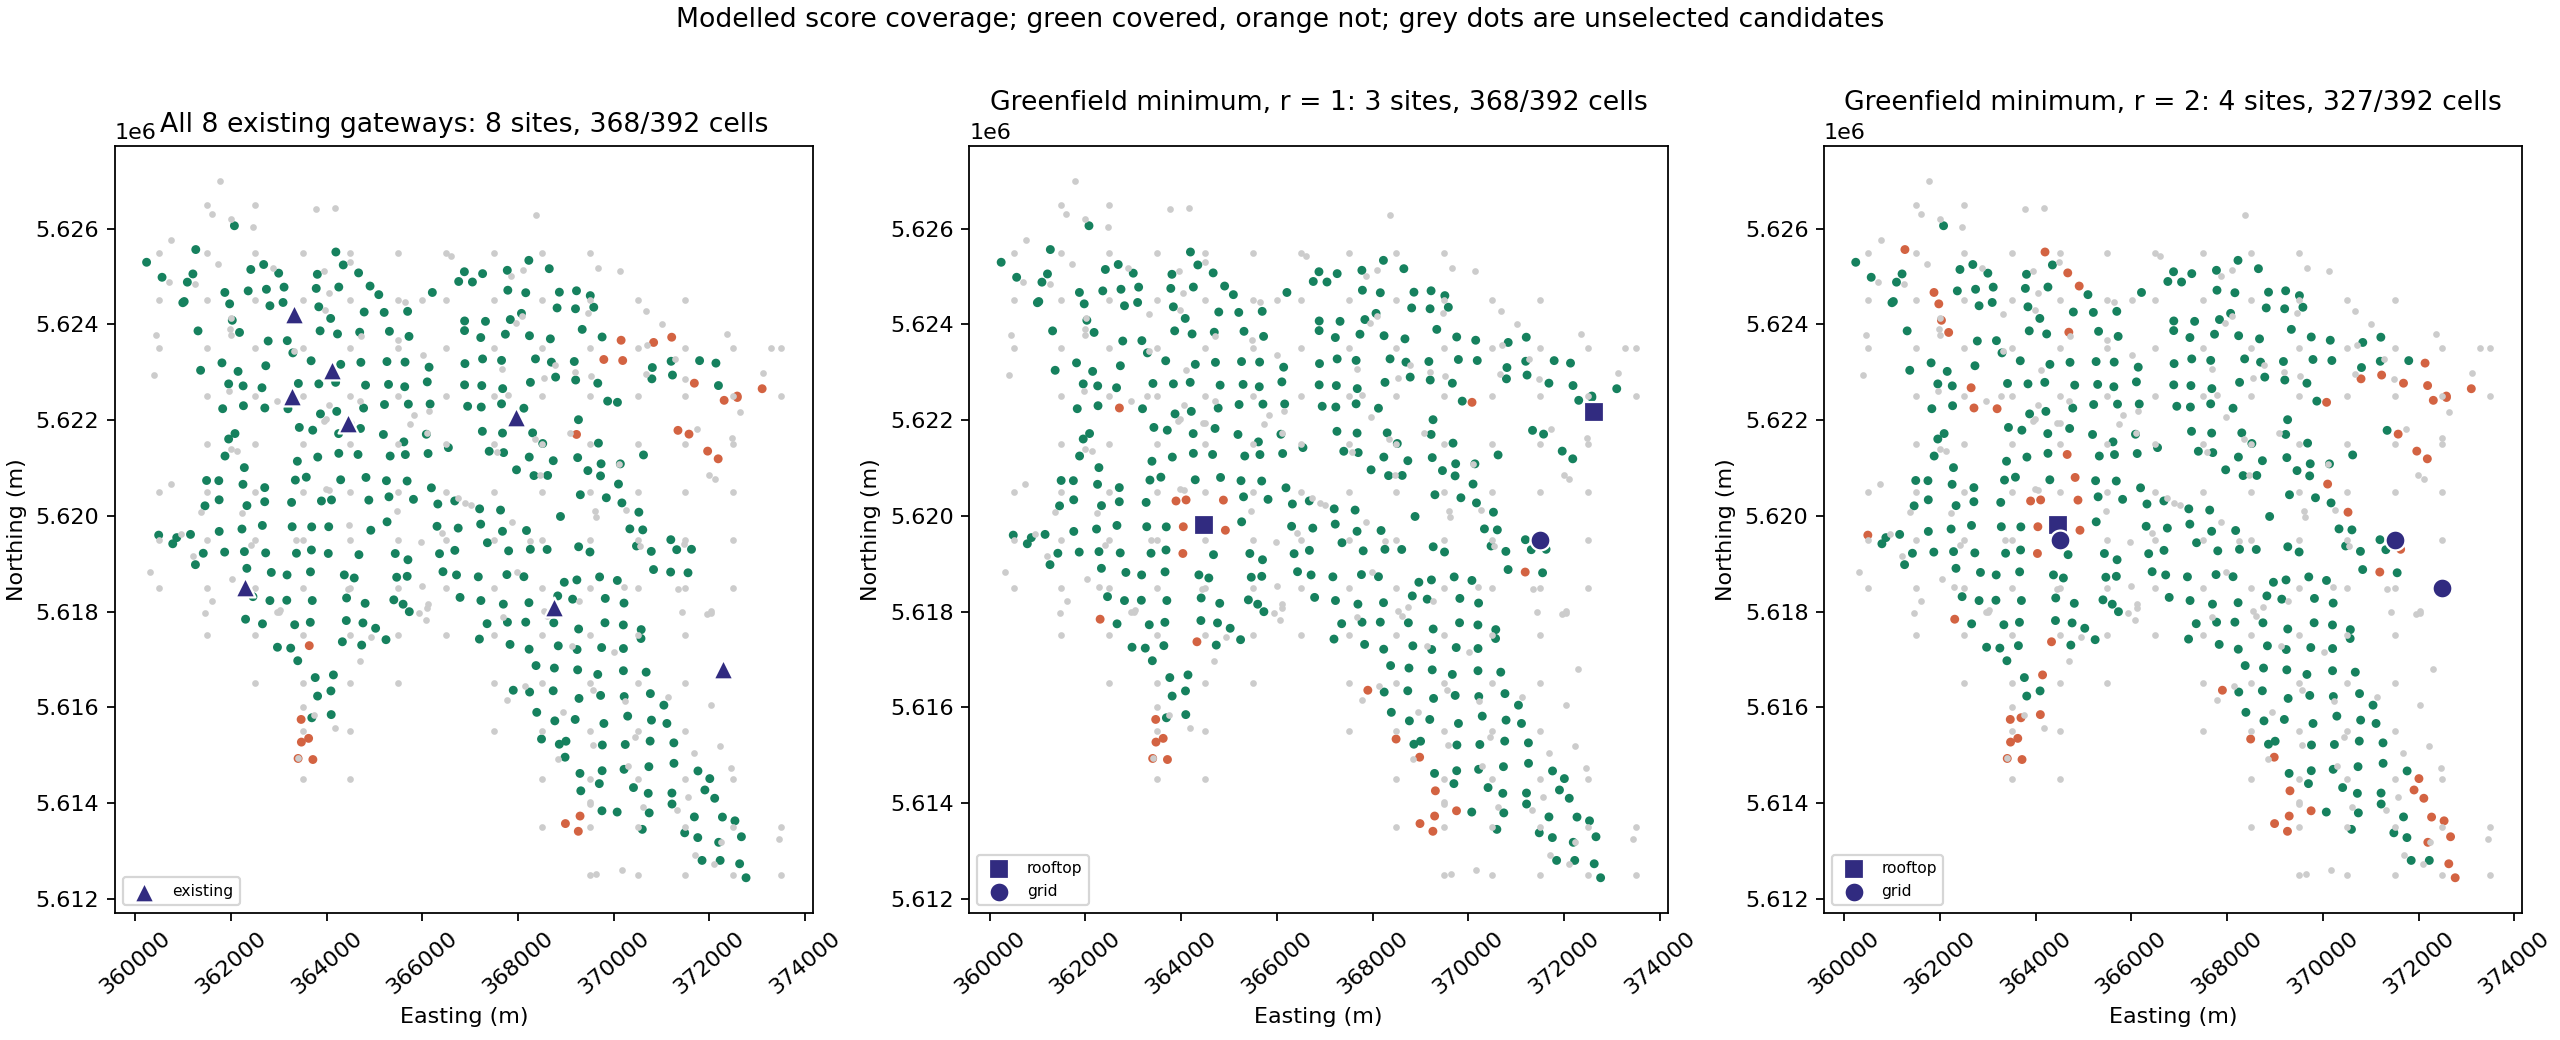 Modelled score coverage; green covered, orange not; grey dots are unselected candidates
All 8 existing gateways: 8 sites, 368/392 cells
1e6
Northing (m)
5.626
5.624
5.622
5.620
5.618
5.616
5.614
5.612
existing
360000 362000 364000 366000 368000 370000 372000 374000
Easting (m)
Greenfield minimum, r = 1: 3 sites, 368/392 cells
1e6
Northing (m)
5.626
5.624
5.622
5.620
5.618
5.616
5.614
5.612
rooftop
grid
360000 362000 364000 366000 368000 370000 372000 374000
Easting (m)
Greenfield minimum, r = 2: 4 sites, 327/392 cells
1e6
Northing (m)
5.626
5.624
5.622
5.620
5.618
5.616
5.614
5.612
rooftop
grid
360000 362000 364000 366000 368000 370000 372000 374000
Easting (m)